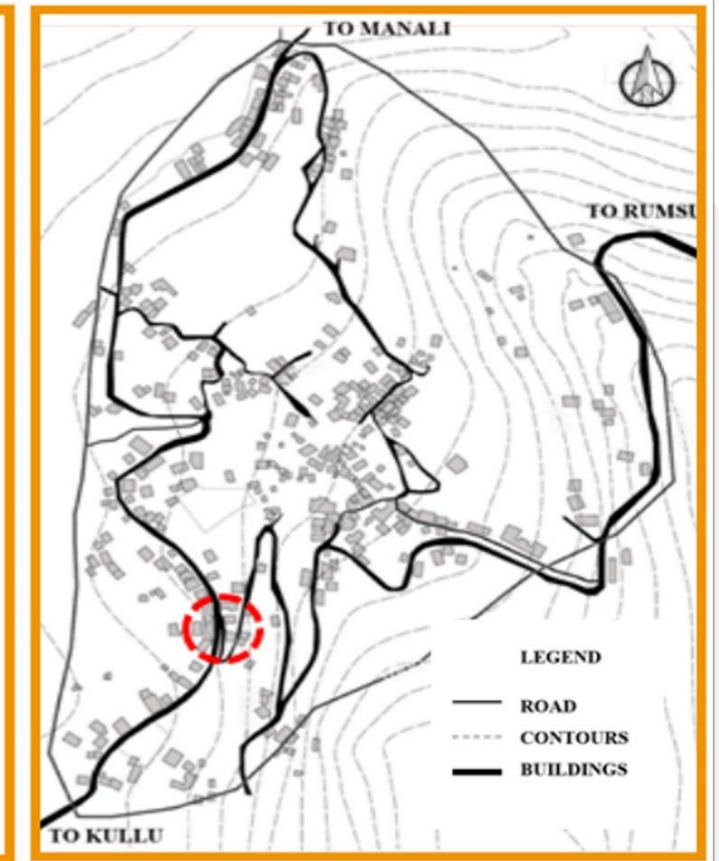 TO MANALI
TO RUMSU
LEGEND
ROAD
CONTOURS
BUILDINGS
TO KULLU